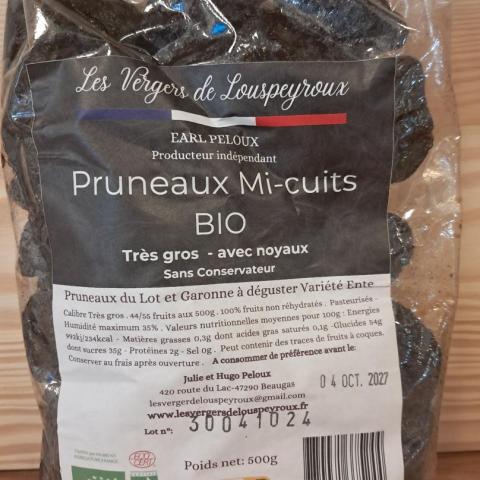 Les Vergers de Louspeyroux
EARL PELOUX
Producteur indépendant
Pruneaux Mi-cuits
BIO
Très gros - avec noyaux
Sans Conservateur
Pruneaux du Lot et Garonne à déguster Variété Ente
Calibre Très gros : 44/55 fruits aux 500g . 100% fruits non réhydratés . Pasteurisés -
Humidité maximum 35% . Valeurs nutritionnelles moyennes pour 100g : Energies
992kj/234kcal - Matières grasses 0,3g dont acides gras saturés 0,1g .Glucides 54g
dont sucres 35g - Protéines 2g - Sel 0g . Peut contenir des traces de fruits à coques.
Conserver au frais après ouverture . A consommer de préférence avant le:
04 OCT. 2027
Julie et Hugo Peloux
420 route du Lac-47290 Beaugas
lesvergerdelouspeyroux@gmail.com
www.lesvergersdelouspeyroux.fr
Lot n°: 30041024
Poids net: 500g